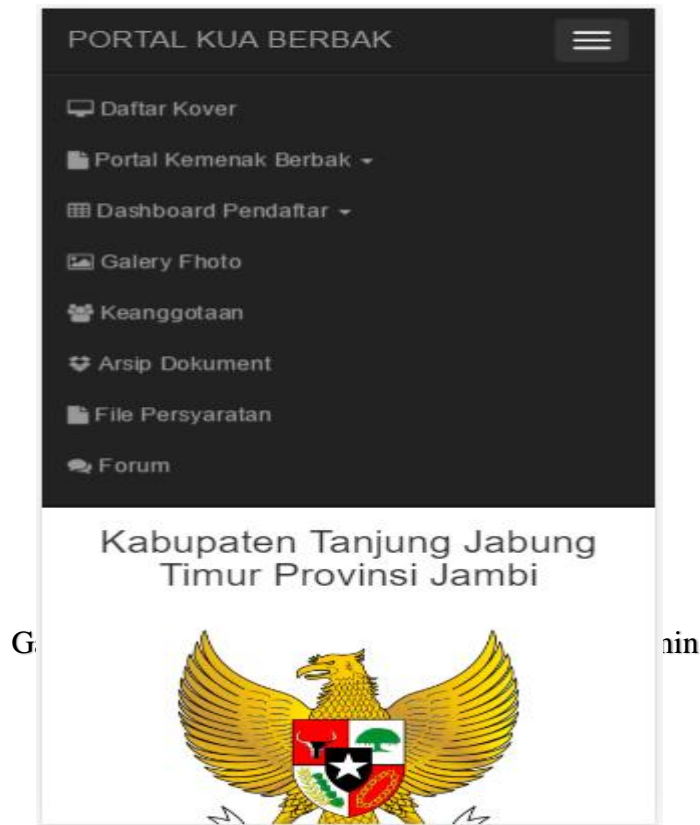 PORTAL KUA BERBAK
Daftar Kover
Portal Kemenak Berbak
Dashboard Pendaftar
Galery Fhoto
Keanggotaan
Arsip Dokument
File Persyaratan
Forum
Kabupaten Tanjung Jabung
Timur Provinsi Jambi